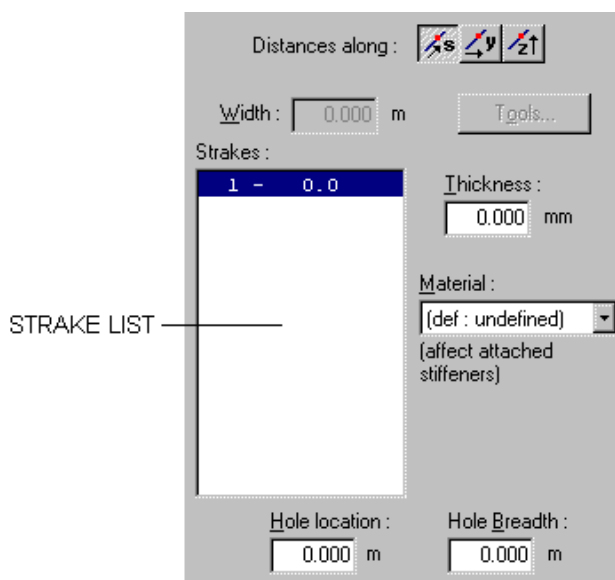 Distances along : s y z
Width : 0.000 m Tools...
Strakes :
1 - 0.0
Thickness :
0.000 mm
Material :
STRAKE LIST
(def : undefined)
(affect attached
stiffeners)
Hole location : Hole Breadth :
0.000 m 0.000 m